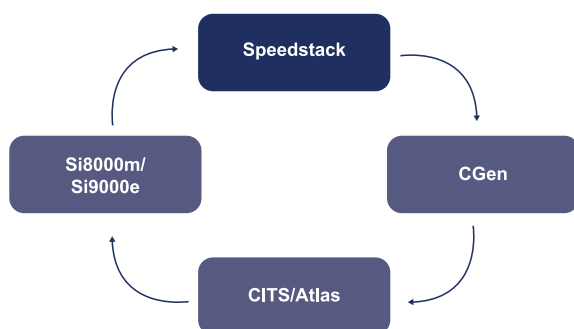 Speedstack
Si8000m/
Si9000e
CGen
CITS/Atlas